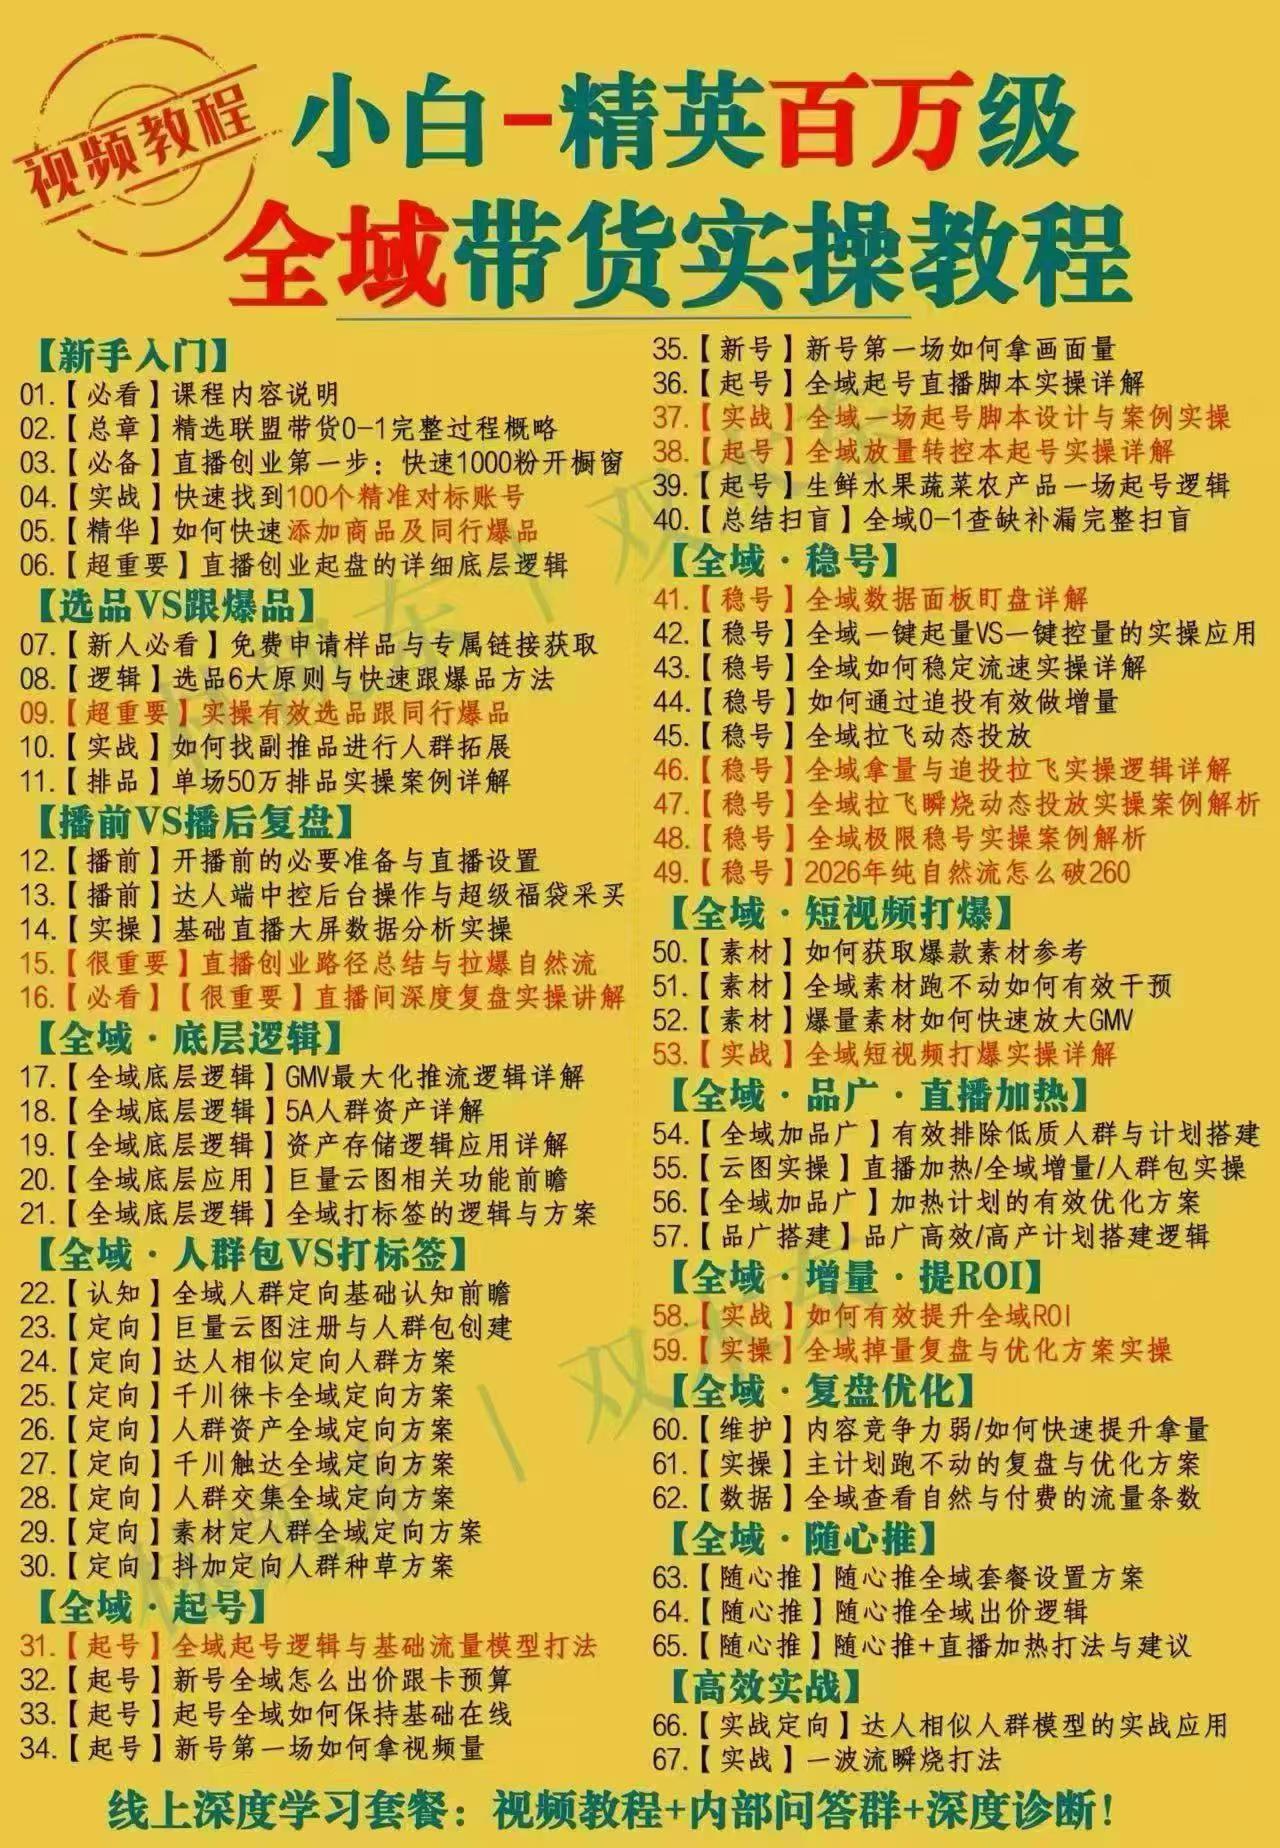 视频教程
小白-精英百万级
全域带货实操教程
【新手入门】
01.【必看】课程内容说明
02.【总章】精选联盟带货0-1完整过程概略
03.【必备】直播创业第一步：快速1000粉开橱窗
04.【实战】快速找到100个精准对标账号
05.【精华】如何快速添加商品及同行爆品
06.【超重要】直播创业起盘的详细底层逻辑
【选品VS跟爆品】
07.【新人必看】免费申请样品与专属链接获取
08.【逻辑】选品6大原则与快速跟爆品方法
09.【超重要】实操有效选品跟同行爆品
10.【实战】如何找副推品进行人群拓展
11.【排品】单场50万排品实操案例详解
【播前VS播后复盘】
12.【播前】开播前的必要准备与直播设置
13.【播前】达人端中控后台操作与超级福袋采买
14.【实操】基础直播大屏数据分析实操
15.【很重要】直播创业路径总结与拉爆自然流
16.【必看】【很重要】直播间深度复盘实操讲解
【全域·底层逻辑】
17.【全域底层逻辑】GMV最大化推流逻辑详解
18.【全域底层逻辑】5A人群资产详解
19.【全域底层逻辑】资产存储逻辑应用详解
20.【全域底层应用】巨量云图相关功能前瞻
21.【全域底层逻辑】全域打标签的逻辑与方案
【全域·人群包VS打标签】
22.【认知】全域人群定向基础认知前瞻
23.【定向】巨量云图注册与人群包创建
24.【定向】达人相似定向人群方案
25.【定向】千川徕卡全域定向方案
26.【定向】人群资产全域定向方案
27.【定向】千川触达全域定向方案
28.【定向】人群交集全域定向方案
29.【定向】素材定人群全域定向方案
30.【定向】抖加定向人群种草方案
【全域·起号】
31.【起号】全域起号逻辑与基础流量模型打法
32.【起号】新号全域怎么出价跟卡预算
33.【起号】起号全域如何保持基础在线
34.【起号】新号第一场如何拿视频量
35.【新号】新号第一场如何拿画面量
36.【起号】全域起号直播脚本实操详解
37.【实战】全域一场起号脚本设计与案例实操
38.【起号】全域放量转控本起号实操详解
39.【起号】生鲜水果蔬菜农产品一场起号逻辑
40.【总结扫盲】全域0-1查缺补漏完整扫盲
【全域·稳号】
41.【稳号】全域数据面板盯盘详解
42.【稳号】全域一键起量VS一键控量的实操应用
43.【稳号】全域如何稳定流速实操详解
44.【稳号】如何通过追投有效做增量
45.【稳号】全域拉飞动态投放
46.【稳号】全域拿量与追投拉飞实操逻辑详解
47.【稳号】全域拉飞瞬烧动态投放实操案例解析
48.【稳号】全域极限稳号实操案例解析
49.【稳号】2026年纯自然流怎么破260
【全域·短视频打爆】
50.【素材】如何获取爆款素材参考
51.【素材】全域素材跑不动如何有效干预
52.【素材】爆量素材如何快速放大GMV
53.【实战】全域短视频打爆实操详解
【全域·品广·直播加热】
54.【全域加品广】有效排除低质人群与计划搭建
55.【云图实操】直播加热/全域增量/人群包实操
56.【全域加品广】加热计划的有效优化方案
57.【品广搭建】品广高效/高产计划搭建逻辑
【全域·增量·提ROI】
58.【实战】如何有效提升全域ROI
59.【实操】全域掉量复盘与优化方案实操
【全域·复盘优化】
60.【维护】内容竞争力弱/如何快速提升拿量
61.【实操】主计划跑不动的复盘与优化方案
62.【数据】全域查看自然与付费的流量条数
【全域·随心推】
63.【随心推】随心推全域套餐设置方案
64.【随心推】随心推全域出价逻辑
65.【随心推】随心推+直播加热打法与建议
【高效实战】
66.【实战定向】达人相似人群模型的实战应用
67.【实战】一波流瞬烧打法
线上深度学习套餐：视频教程+内部问答群+深度诊断！